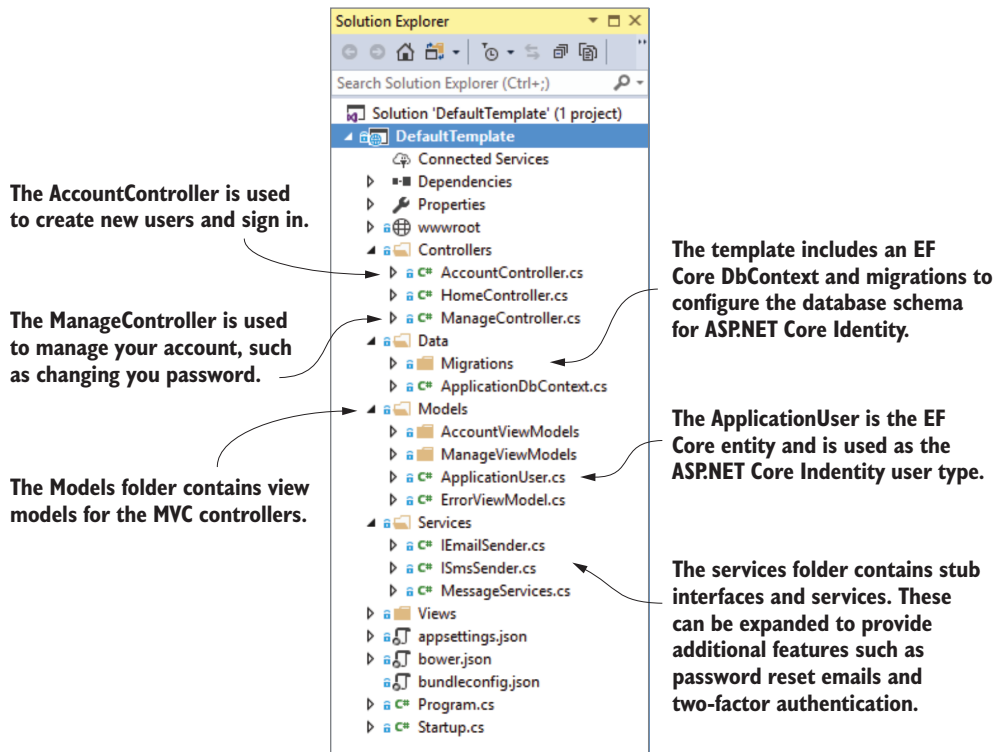 Solution Explorer
Search Solution Explorer (Ctrl+;)
Solution 'DefaultTemplate' (1 project)
DefaultTemplate
Connected Services
Dependencies
Properties
wwwroot
Controllers
C# AccountController.cs
C# HomeController.cs
C# ManageController.cs
Data
Migrations
C# ApplicationDbContext.cs
Models
AccountViewModels
ManageViewModels
C# ApplicationUser.cs
C# ErrorViewModel.cs
Services
C# IEmailSender.cs
C# ISmsSender.cs
C# MessageServices.cs
Views
appsettings.json
bower.json
bundleconfig.json
C# Program.cs
C# Startup.cs
The AccountController is used
to create new users and sign in.
The ManageController is used
to manage your account, such
as changing you password.
The Models folder contains view
models for the MVC controllers.
The template includes an EF
Core DbContext and migrations to
configure the database schema
for ASP.NET Core Identity.
The ApplicationUser is the EF
Core entity and is used as the
ASP.NET Core Indentity user type.
The services folder contains stub
interfaces and services. These
can be expanded to provide
additional features such as
password reset emails and
two-factor authentication.